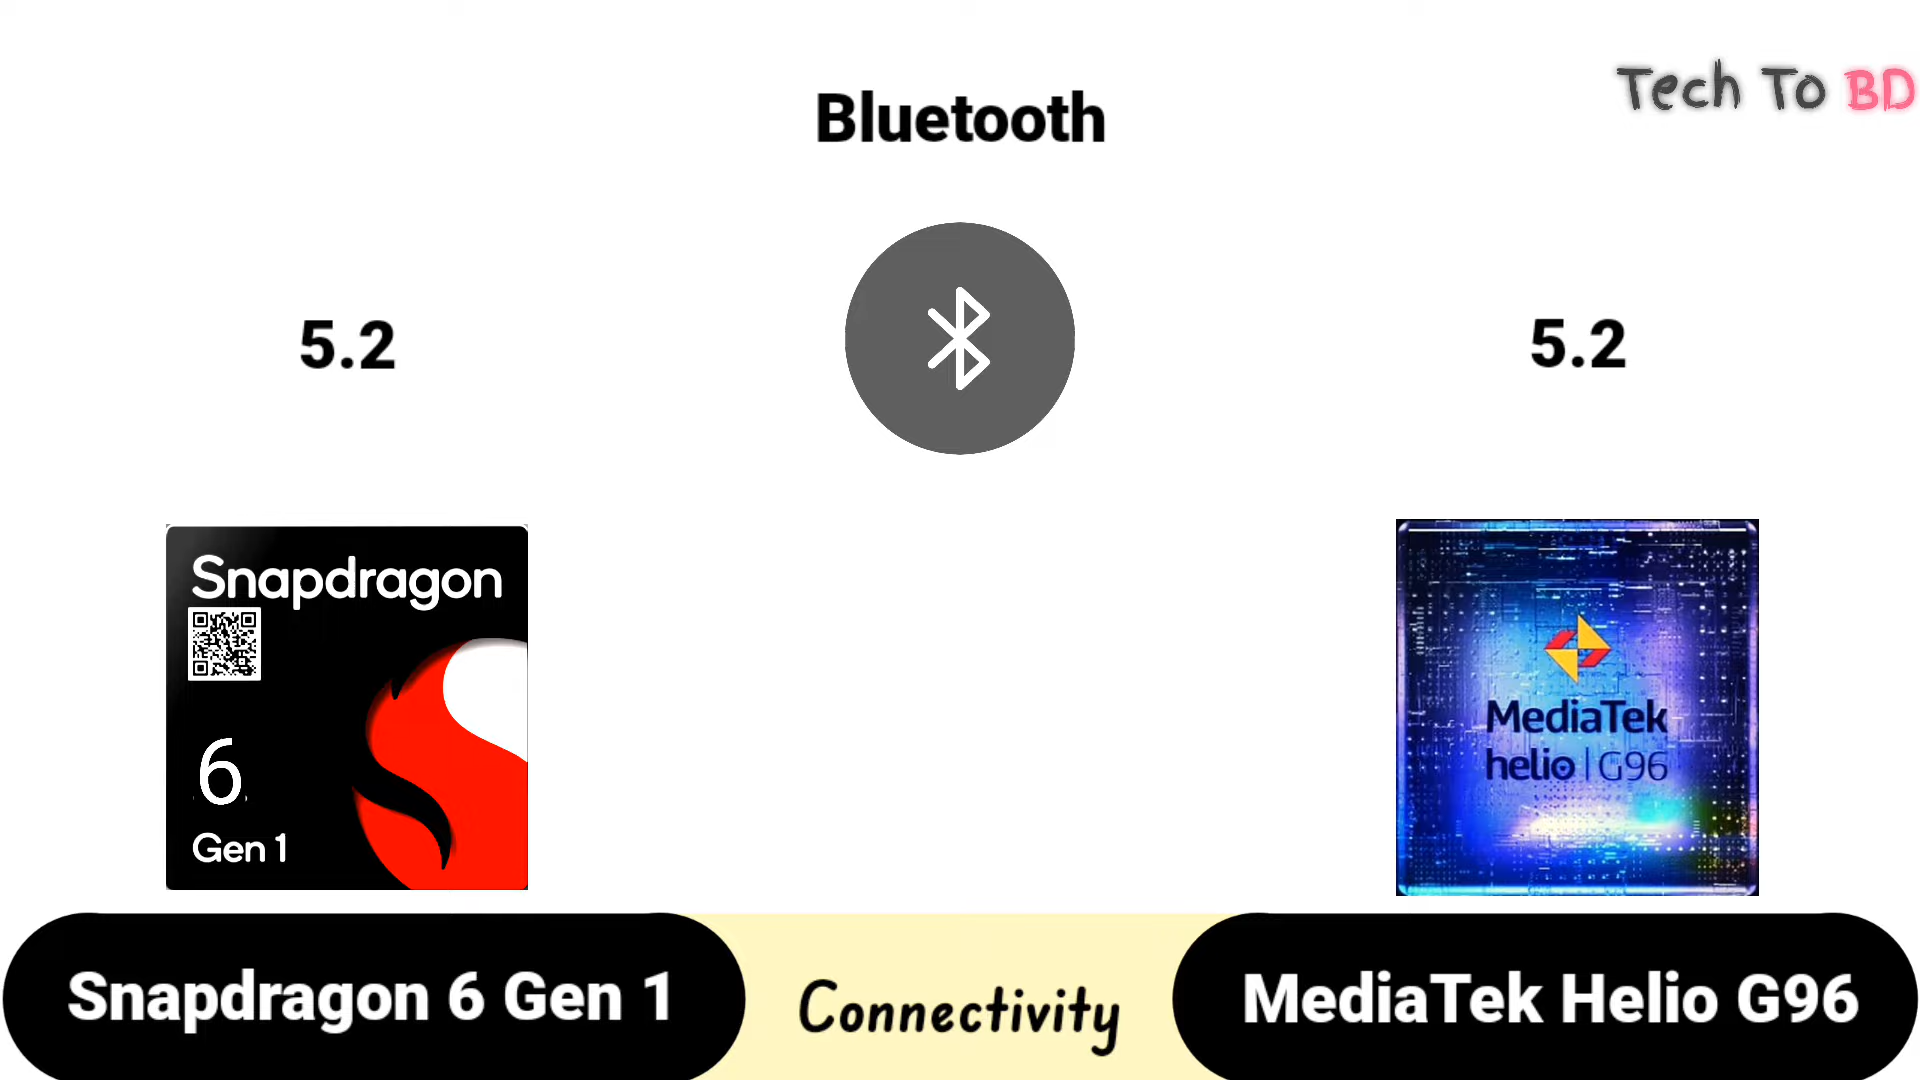 Tech To BD
Bluetooth
5.2
5.2
Snapdragon
6
Gen 1
MediaTek
helio | G96
Snapdragon 6 Gen 1
Connectivity
MediaTek Helio G96